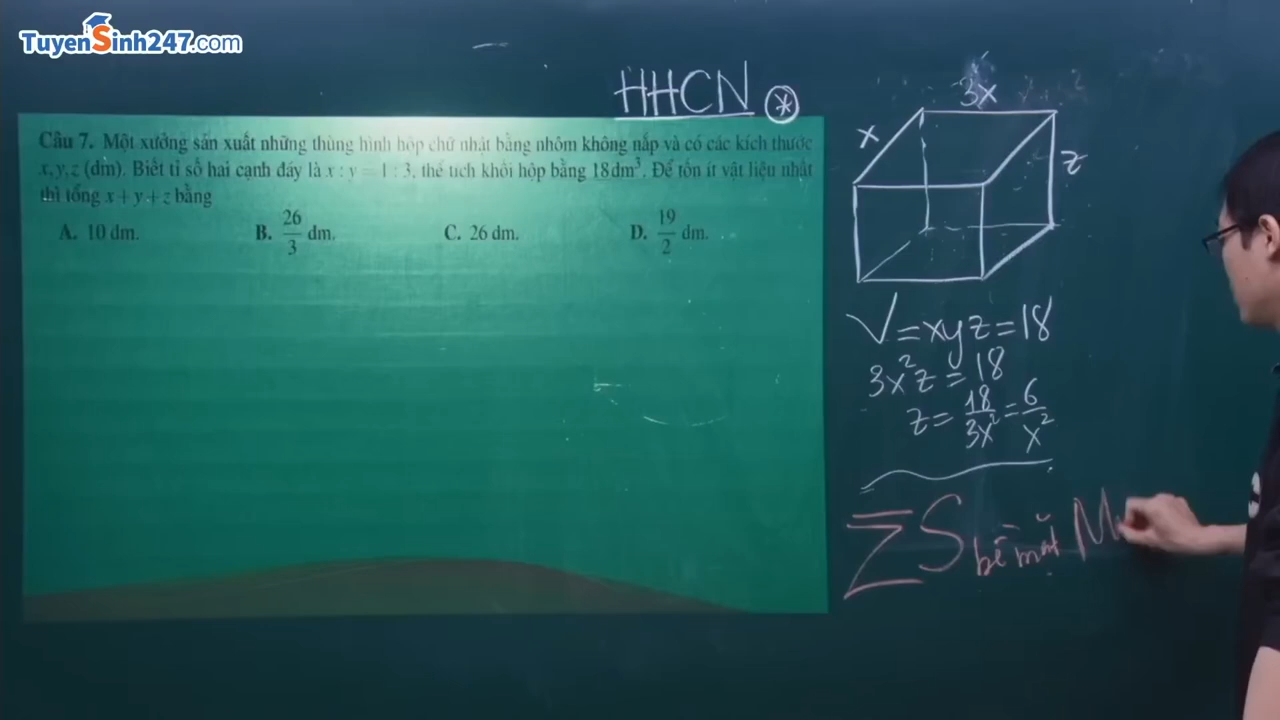 TuyenSinh247.com
HHCN *
Câu 7. Một xưởng sản xuất những thùng hình hộp chữ nhật bằng nhôm không nắp và có các kích thước
x, y, z (dm). Biết tỉ số hai cạnh đáy là x : y = 1 : 3, thể tích khối hộp bằng 18dm³. Để tốn ít vật liệu nhất
thì tổng x + y + z bằng
A. 10 dm. B. 26/3 dm. C. 26 dm. D. 19/2 dm.
3x
x
z
V = xyz = 18
3x²z = 18
z = 18/3x² = 6/x²
ΣS bề mặt M